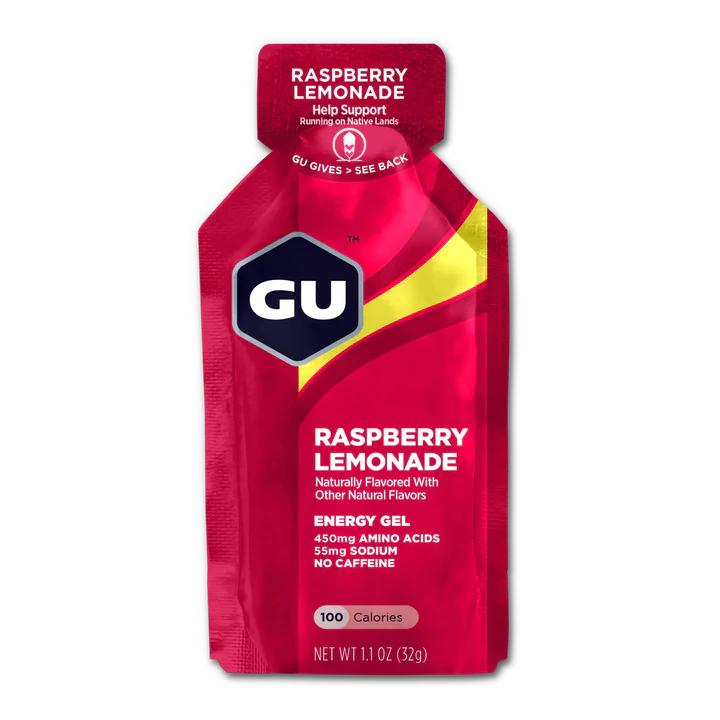 RASPBERRY
LEMONADE
Help Support
Running on Native Lands
GU GIVES > SEE BACK
™
GU
RASPBERRY
LEMONADE
Naturally Flavored With
Other Natural Flavors
ENERGY GEL
450mg AMINO ACIDS
55mg SODIUM
NO CAFFEINE
100 Calories
NET WT 1.1 OZ (32g)